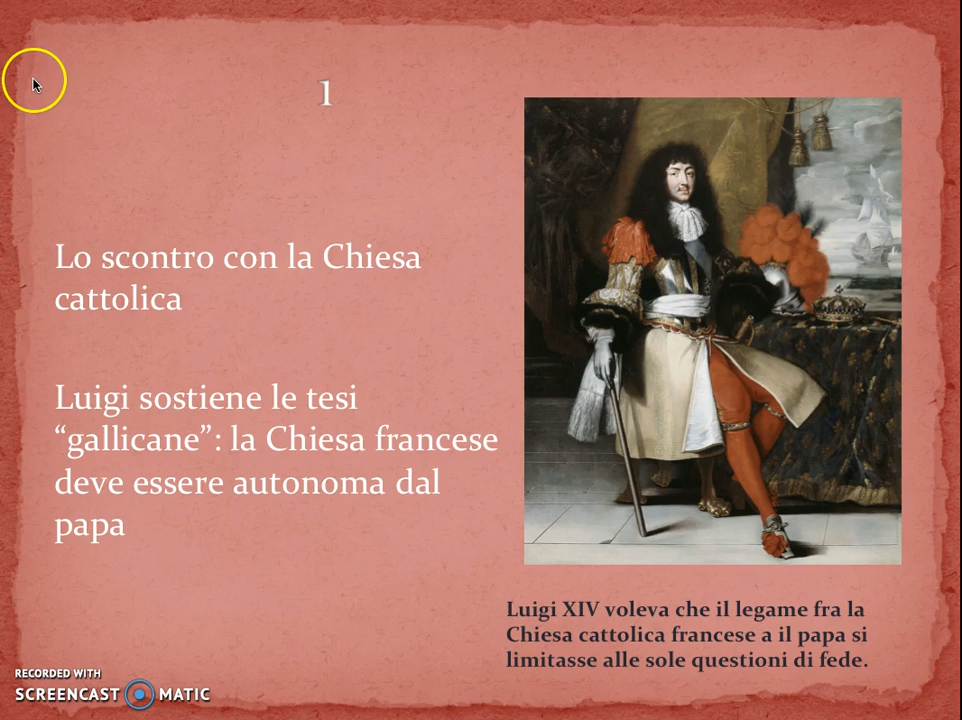 1
Lo scontro con la Chiesa
cattolica
Luigi sostiene le tesi
“gallicane”: la Chiesa francese
deve essere autonoma dal
papa
Luigi XIV voleva che il legame fra la
Chiesa cattolica francese a il papa si
limitasse alle sole questioni di fede.
RECORDED WITH
SCREENCAST MATIC